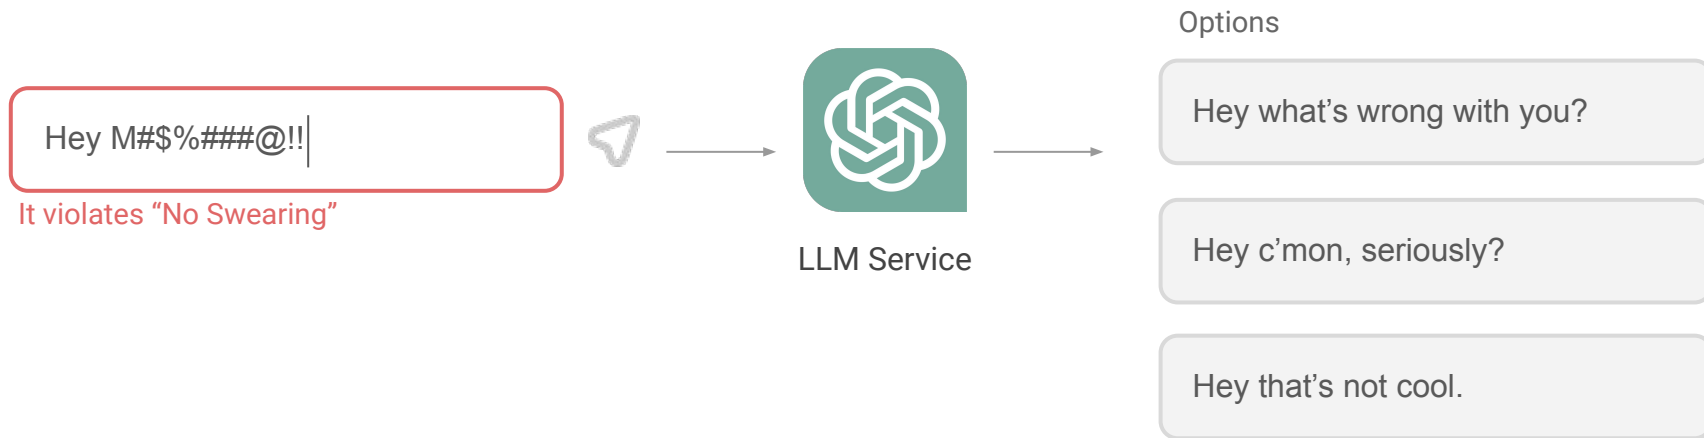 Hey M#$%###@!!
It violates “No Swearing”
LLM Service
Options
Hey what’s wrong with you?
Hey c’mon, seriously?
Hey that’s not cool.